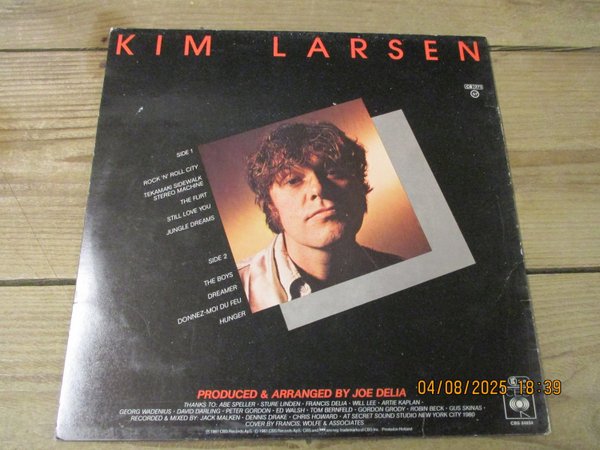 KIM LARSEN
SIDE 1
ROCK 'N' ROLL CITY
TEKAMAKI SIDEWALK
STEREO MACHINE
THE FLIRT
STILL LOVE YOU
JUNGLE DREAMS
SIDE 2
THE BOYS
DREAMER
DONNEZ-MOI DU FEU
HUNGER
PRODUCED & ARRANGED BY JOE DELIA
THANKS TO: ABE SPELLER • STURE LINDEN • FRANCIS DELIA • WILL LEE • ARTIE KAPLAN •
GEORG WADENIUS • DAVID DARLING • PETER GORDON • ED WALSH • TOM BERNFELD • GORDON GRODY • ROBIN BECK • GUS SKINAS •
RECORDED & MIXED BY: JACK MALKEN • DENNIS DRAKE • CHRIS HOWARD • AT SECRET SOUND STUDIO NEW YORK CITY 1980
COVER BY FRANCIS, WOLFE & ASSOCIATES
CBS
04/08/2025 18:39